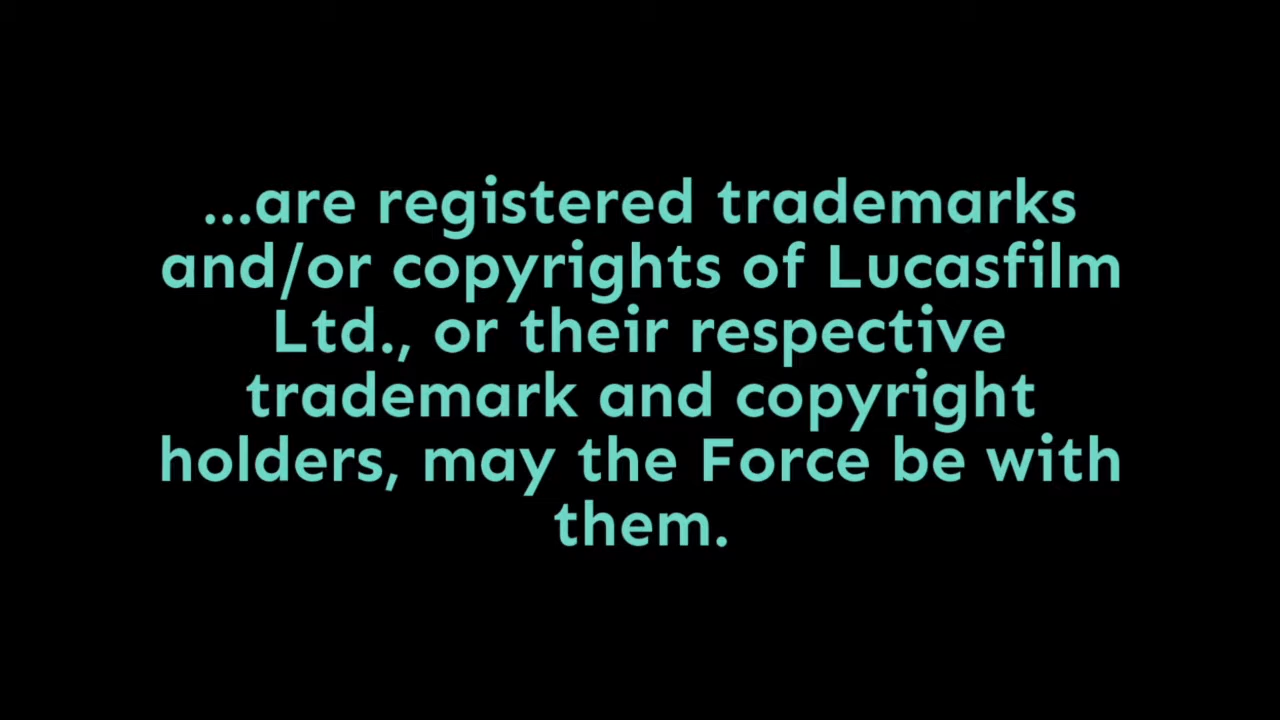 ...are registered trademarks
and/or copyrights of Lucasfilm
Ltd., or their respective
trademark and copyright
holders, may the Force be with
them.